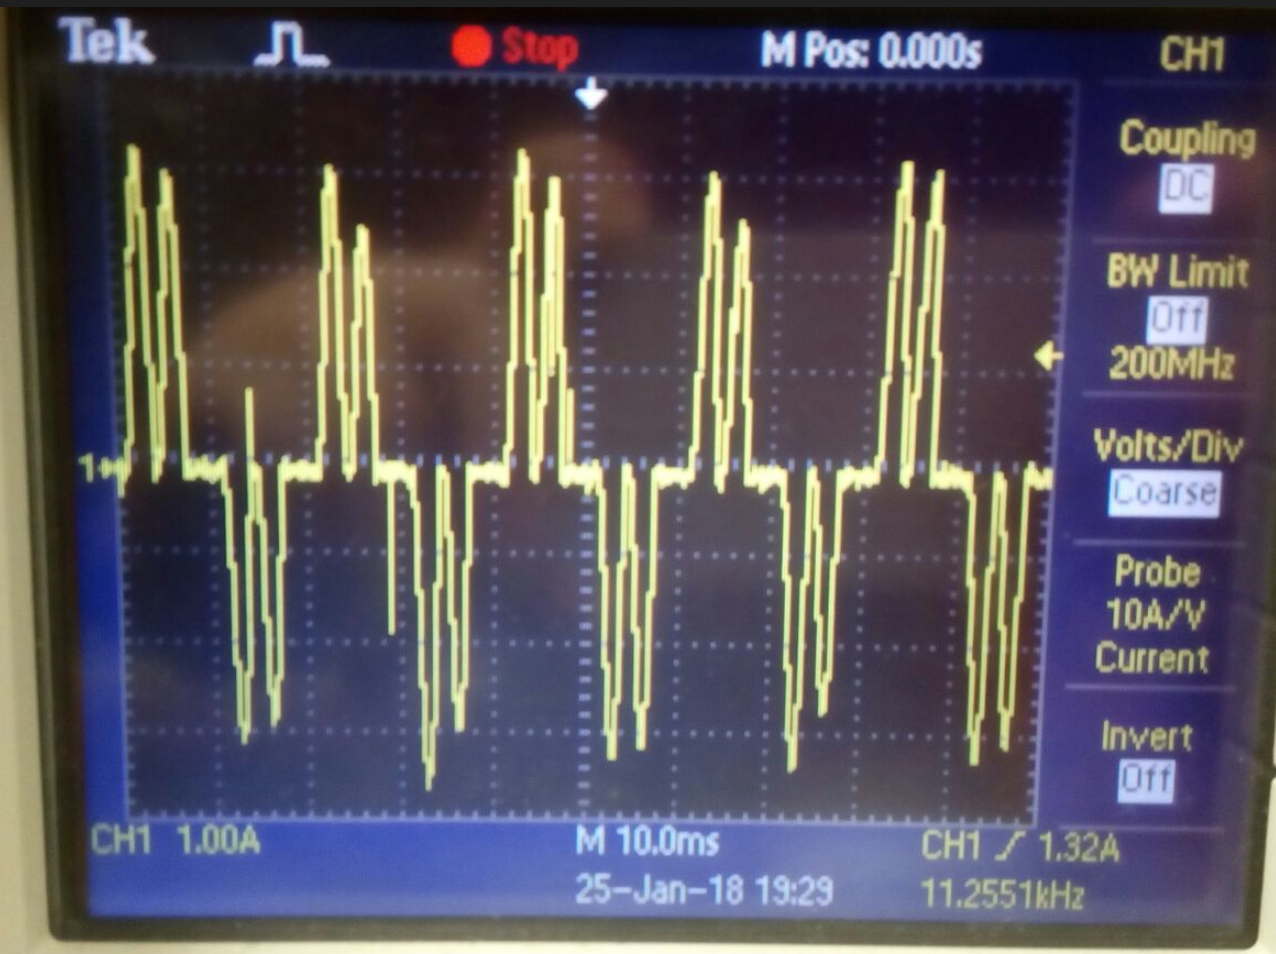 Tek Stop M Pos: 0.000s CH1
Coupling
DC
BW Limit
Off
200MHz
1
Volts/Div
Coarse
Probe
10A/V
Current
Invert
Off
CH1 1.00A M 10.0ms CH1 1.32A
25-Jan-18 19:29 11.2551kHz